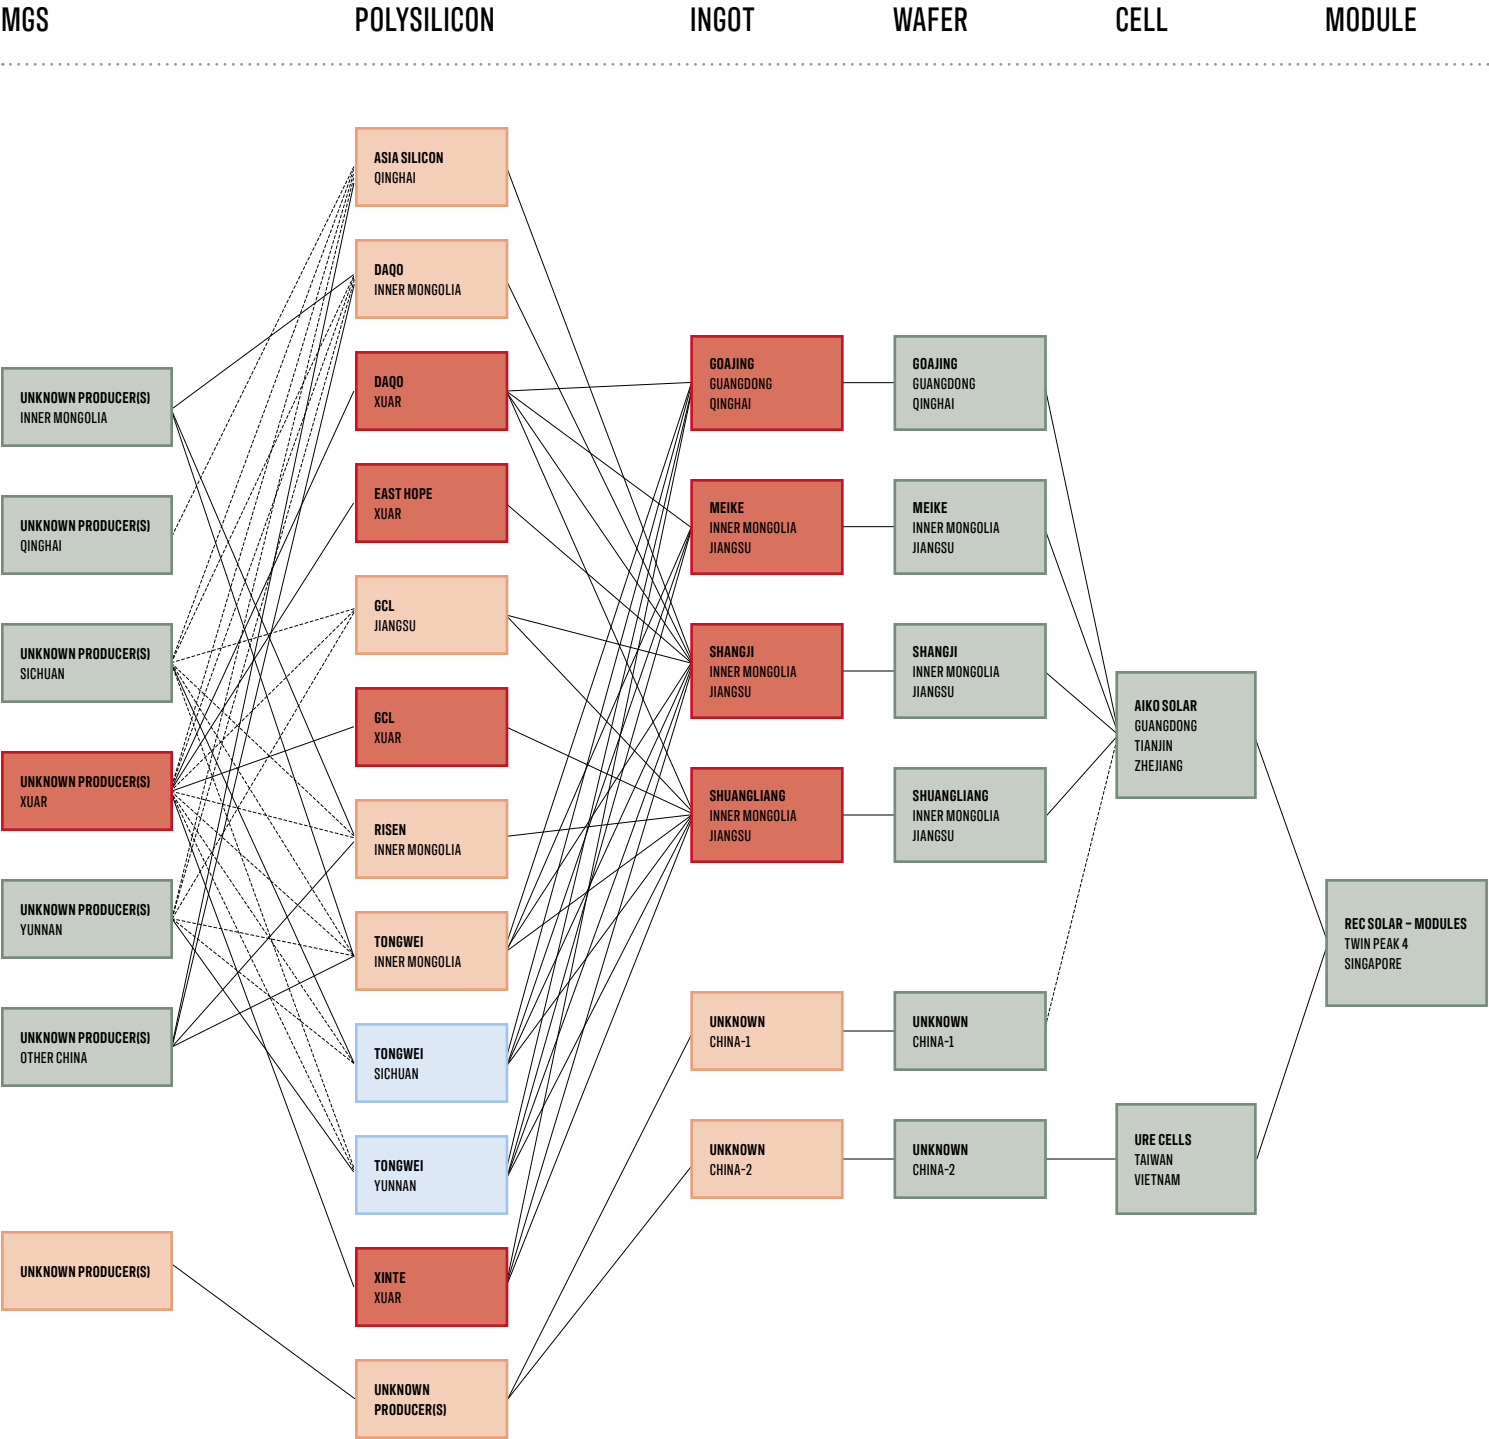 MGS
POLYSILICON
INGOT
WAFER
CELL
MODULE
UNKNOWN PRODUCER(S)
INNER MONGOLIA
UNKNOWN PRODUCER(S)
QINGHAI
UNKNOWN PRODUCER(S)
SICHUAN
UNKNOWN PRODUCER(S)
XUAR
UNKNOWN PRODUCER(S)
YUNNAN
UNKNOWN PRODUCER(S)
OTHER CHINA
UNKNOWN PRODUCER(S)
ASIA SILICON
QINGHAI
DAQO
INNER MONGOLIA
DAQO
XUAR
EAST HOPE
XUAR
GCL
JIANGSU
GCL
XUAR
RISEN
INNER MONGOLIA
TONGWEI
INNER MONGOLIA
TONGWEI
SICHUAN
TONGWEI
YUNNAN
XINTE
XUAR
UNKNOWN
PRODUCER(S)
GOAJING
GUANGDONG
QINGHAI
MEIKE
INNER MONGOLIA
JIANGSU
SHANGJI
INNER MONGOLIA
JIANGSU
SHUANGLIANG
INNER MONGOLIA
JIANGSU
UNKNOWN
CHINA-1
UNKNOWN
CHINA-2
GOAJING
GUANGDONG
QINGHAI
MEIKE
INNER MONGOLIA
JIANGSU
SHANGJI
INNER MONGOLIA
JIANGSU
SHUANGLIANG
INNER MONGOLIA
JIANGSU
UNKNOWN
CHINA-1
UNKNOWN
CHINA-2
AIKO SOLAR
GUANGDONG
TIANJIN
ZHEJIANG
URE CELLS
TAIWAN
VIETNAM
REC SOLAR – MODULES
TWIN PEAK 4
SINGAPORE